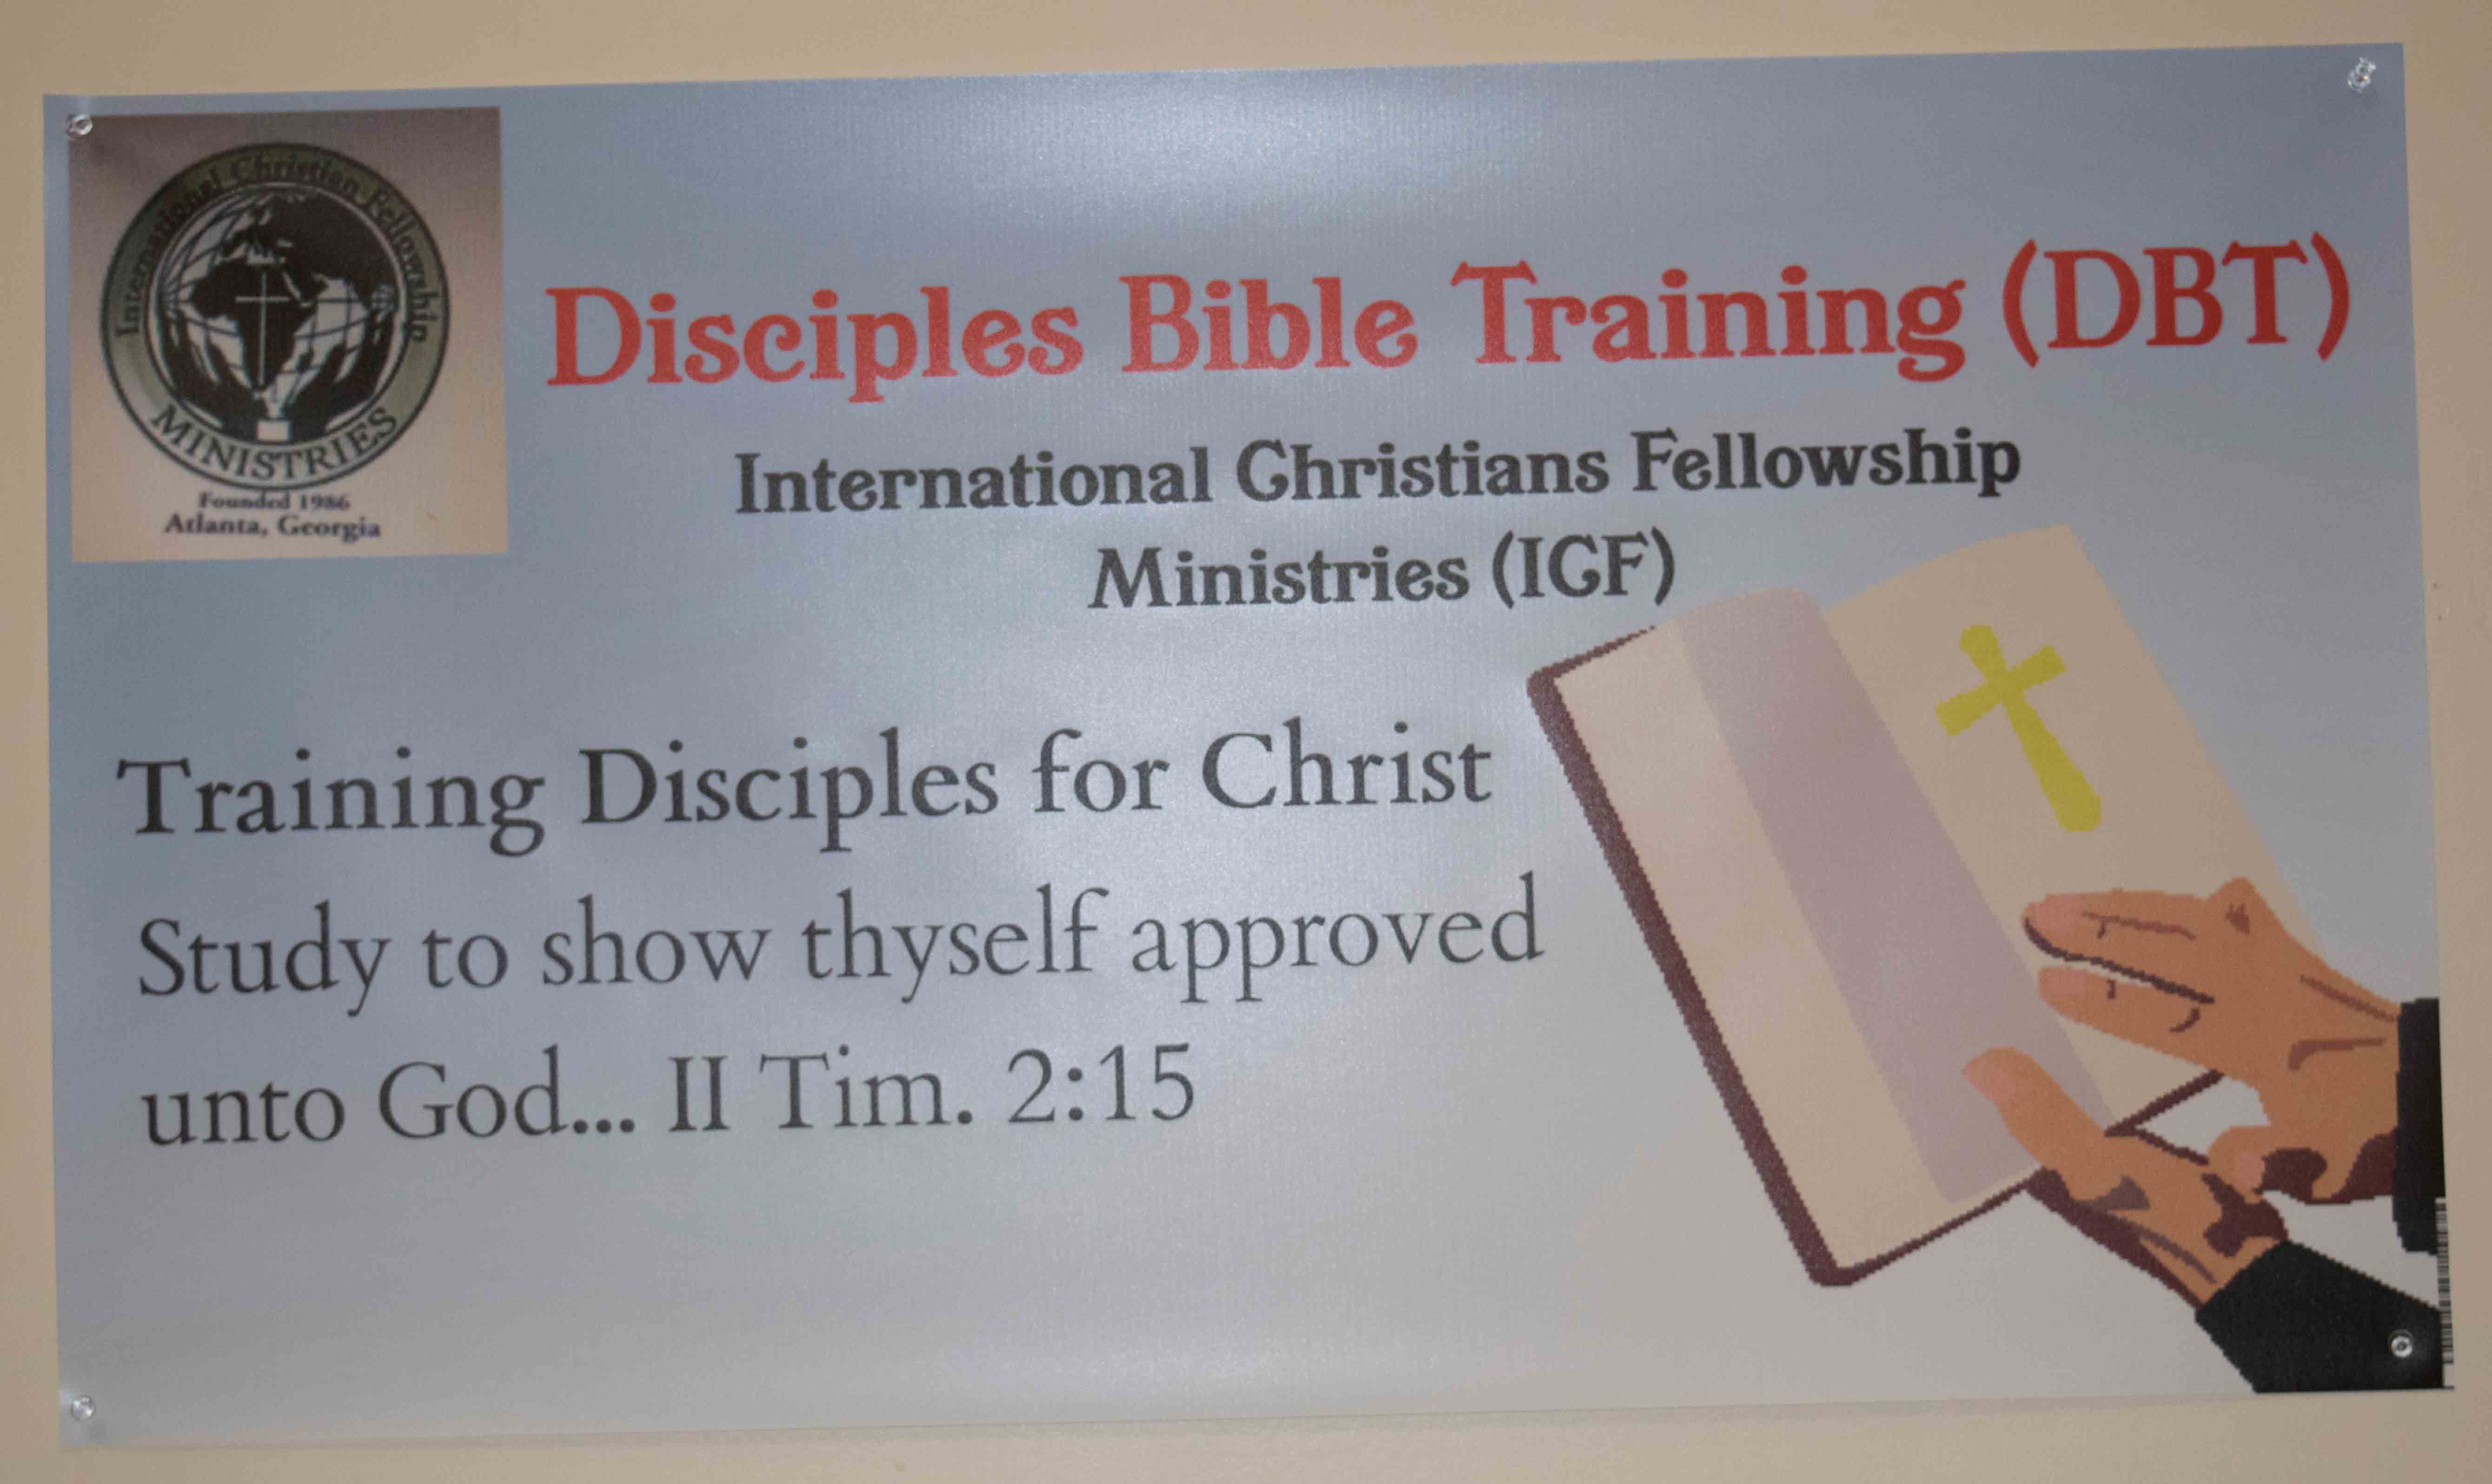 International Christian Fellowship
MINISTRIES
Founded 1986
Atlanta, Georgia
Disciples Bible Training (DBT)
International Christians Fellowship
Ministries (ICF)
Training Disciples for Christ
Study to show thyself approved
unto God... II Tim. 2:15